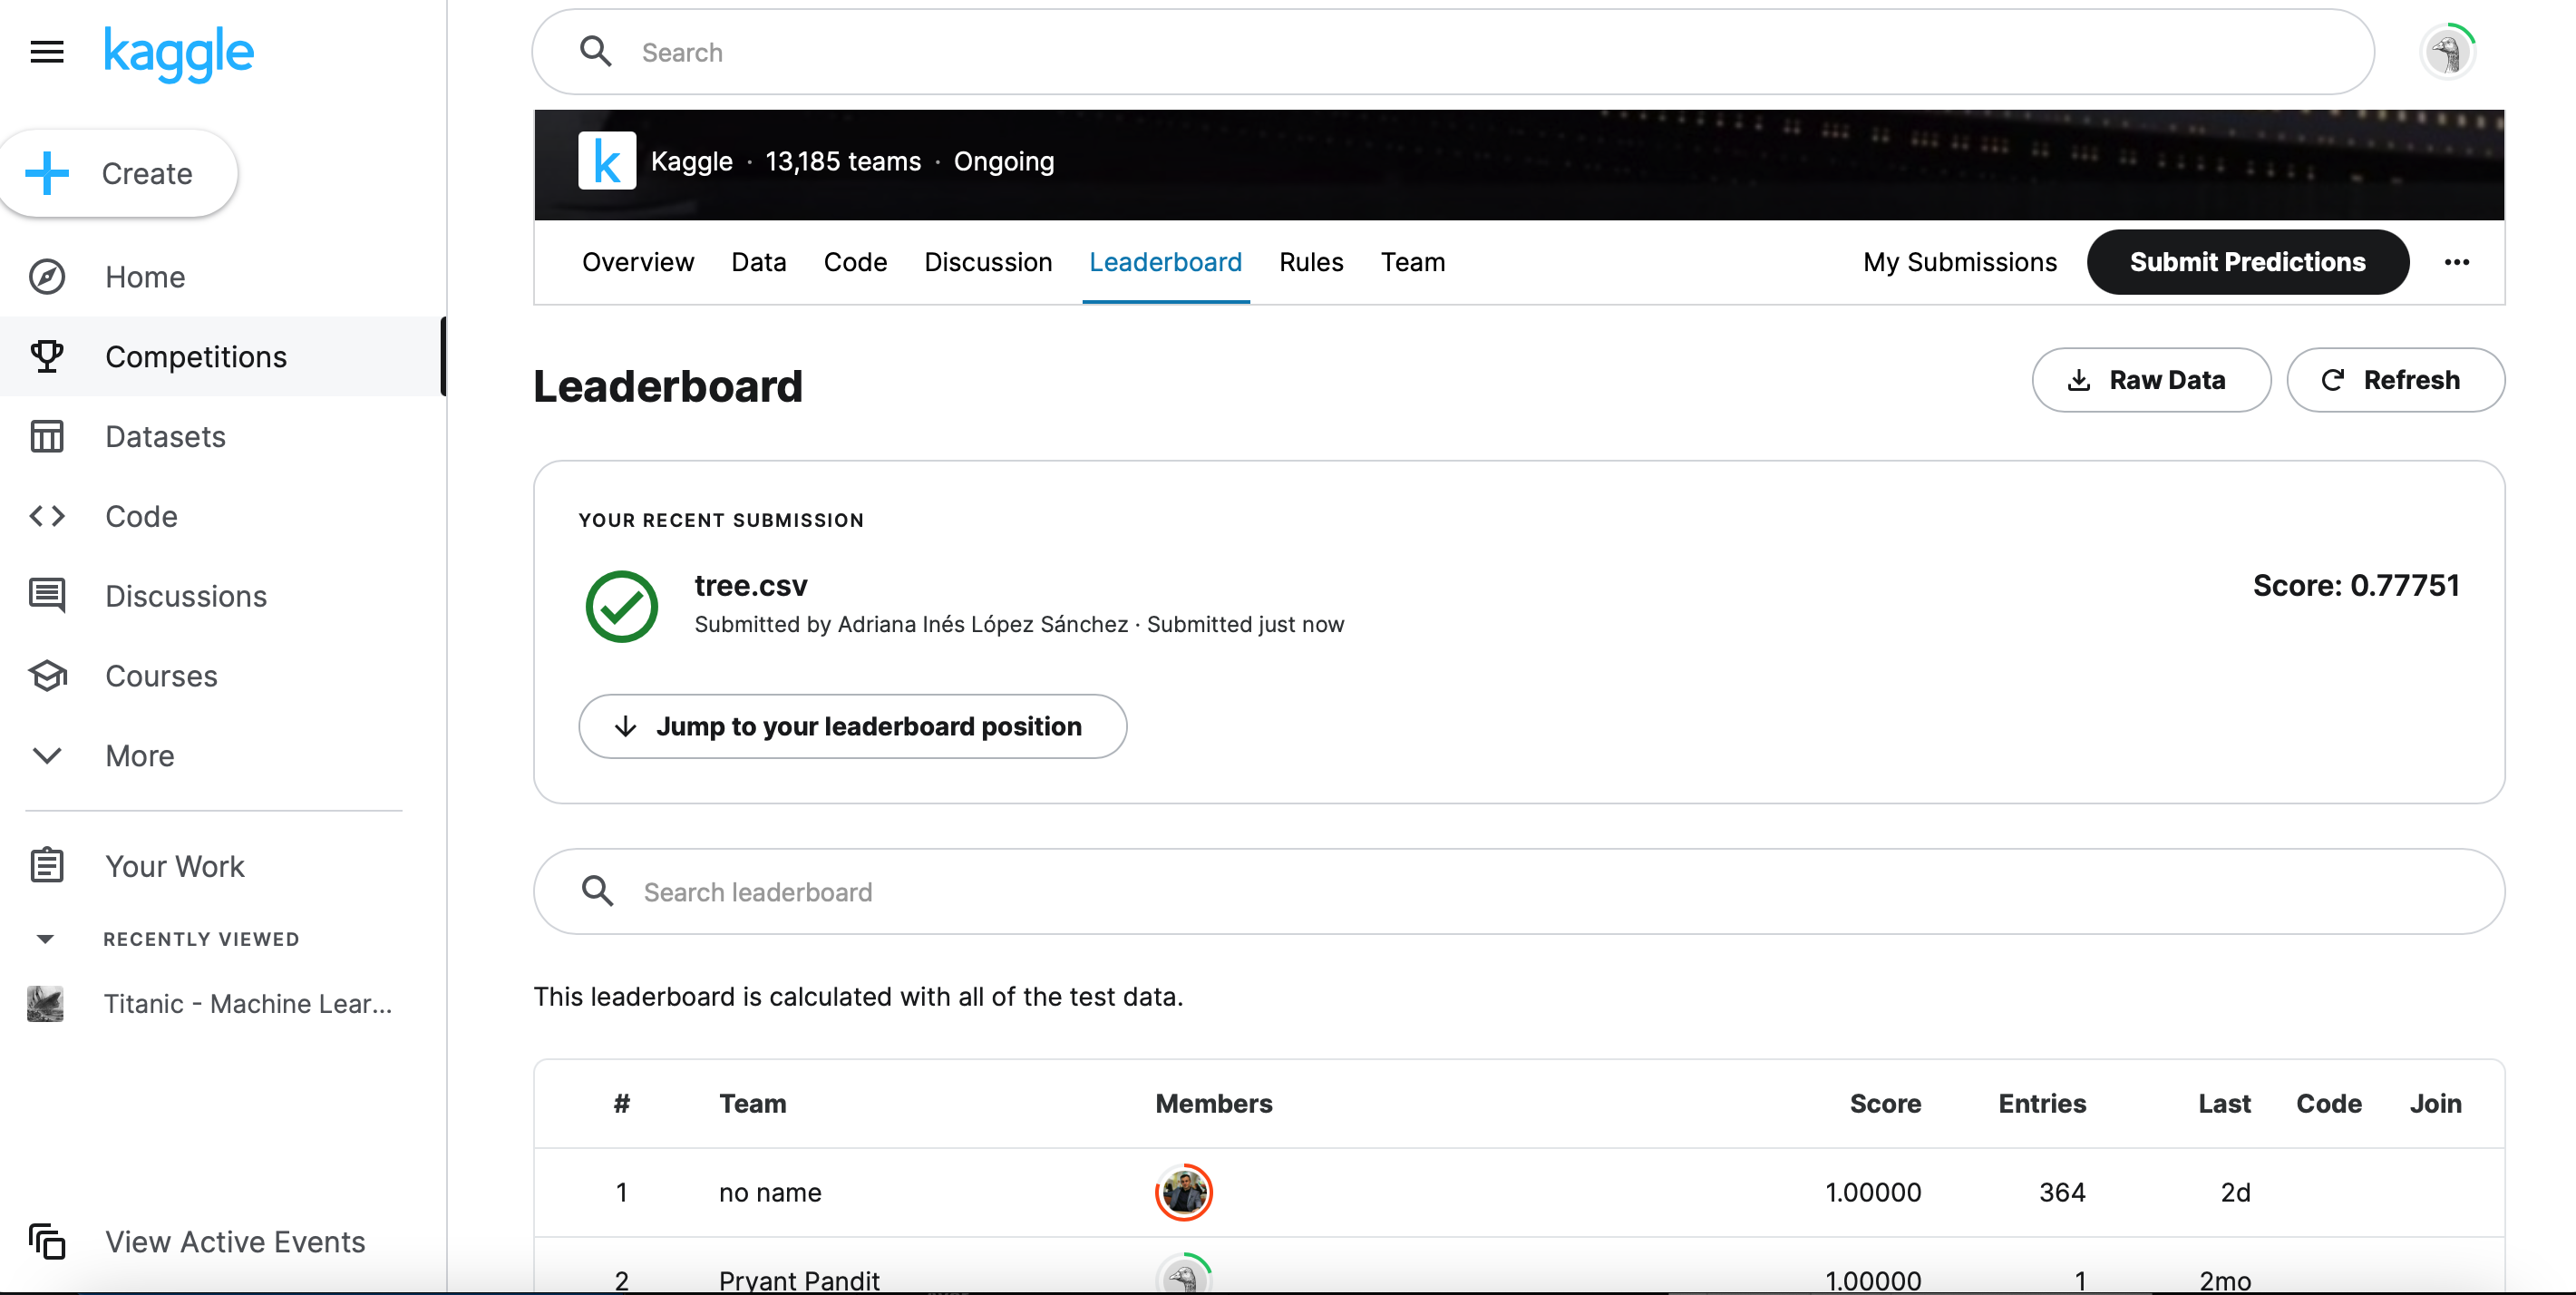 kaggle
Search
Create
Home
Competitions
Datasets
Code
Discussions
Courses
More
Your Work
RECENTLY VIEWED
Titanic - Machine Lear...
View Active Events
k Kaggle · 13,185 teams · Ongoing
Overview Data Code Discussion Leaderboard Rules Team My Submissions Submit Predictions ...
Leaderboard Raw Data Refresh
YOUR RECENT SUBMISSION
tree.csv Score: 0.77751
Submitted by Adriana Inés López Sánchez · Submitted just now
Jump to your leaderboard position
Search leaderboard
This leaderboard is calculated with all of the test data.
# Team Members Score Entries Last Code Join
1 no name 1.00000 364 2d
2 Pryant Pandit 1.00000 1 2mo